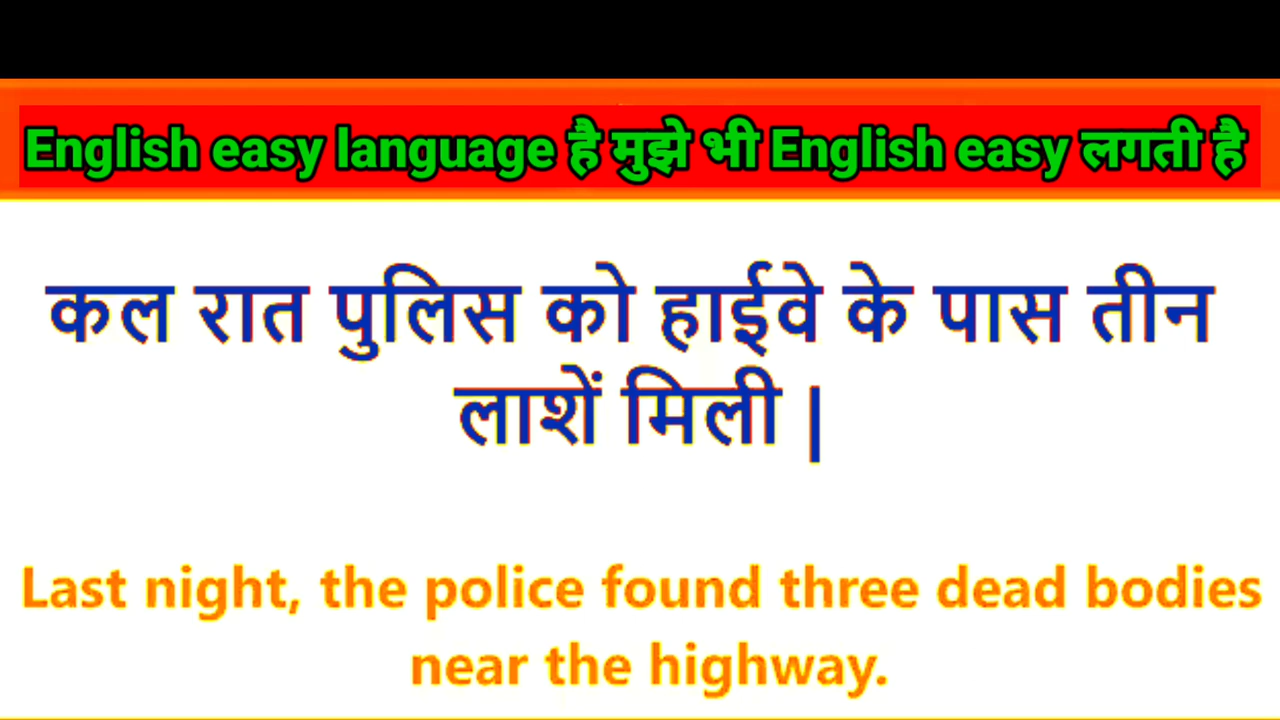 English easy language है मुझे भी English easy लगती है
कल रात पुलिस को हाईवे के पास तीन
लाशें मिली |
Last night, the police found three dead bodies
near the highway.